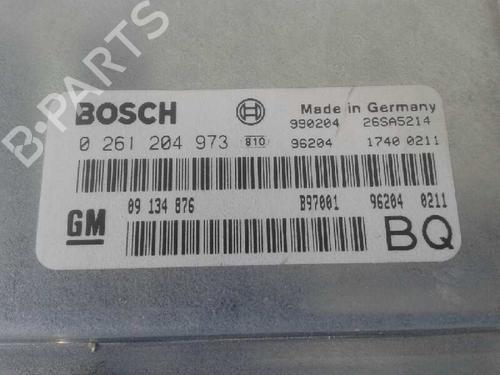 B-PARTS
BOSCH Made in Germany
990204 26SA5214
0 261 204 973 810 96204 1740 0211
09 134 876 B97001 96204 0211
GM BQ